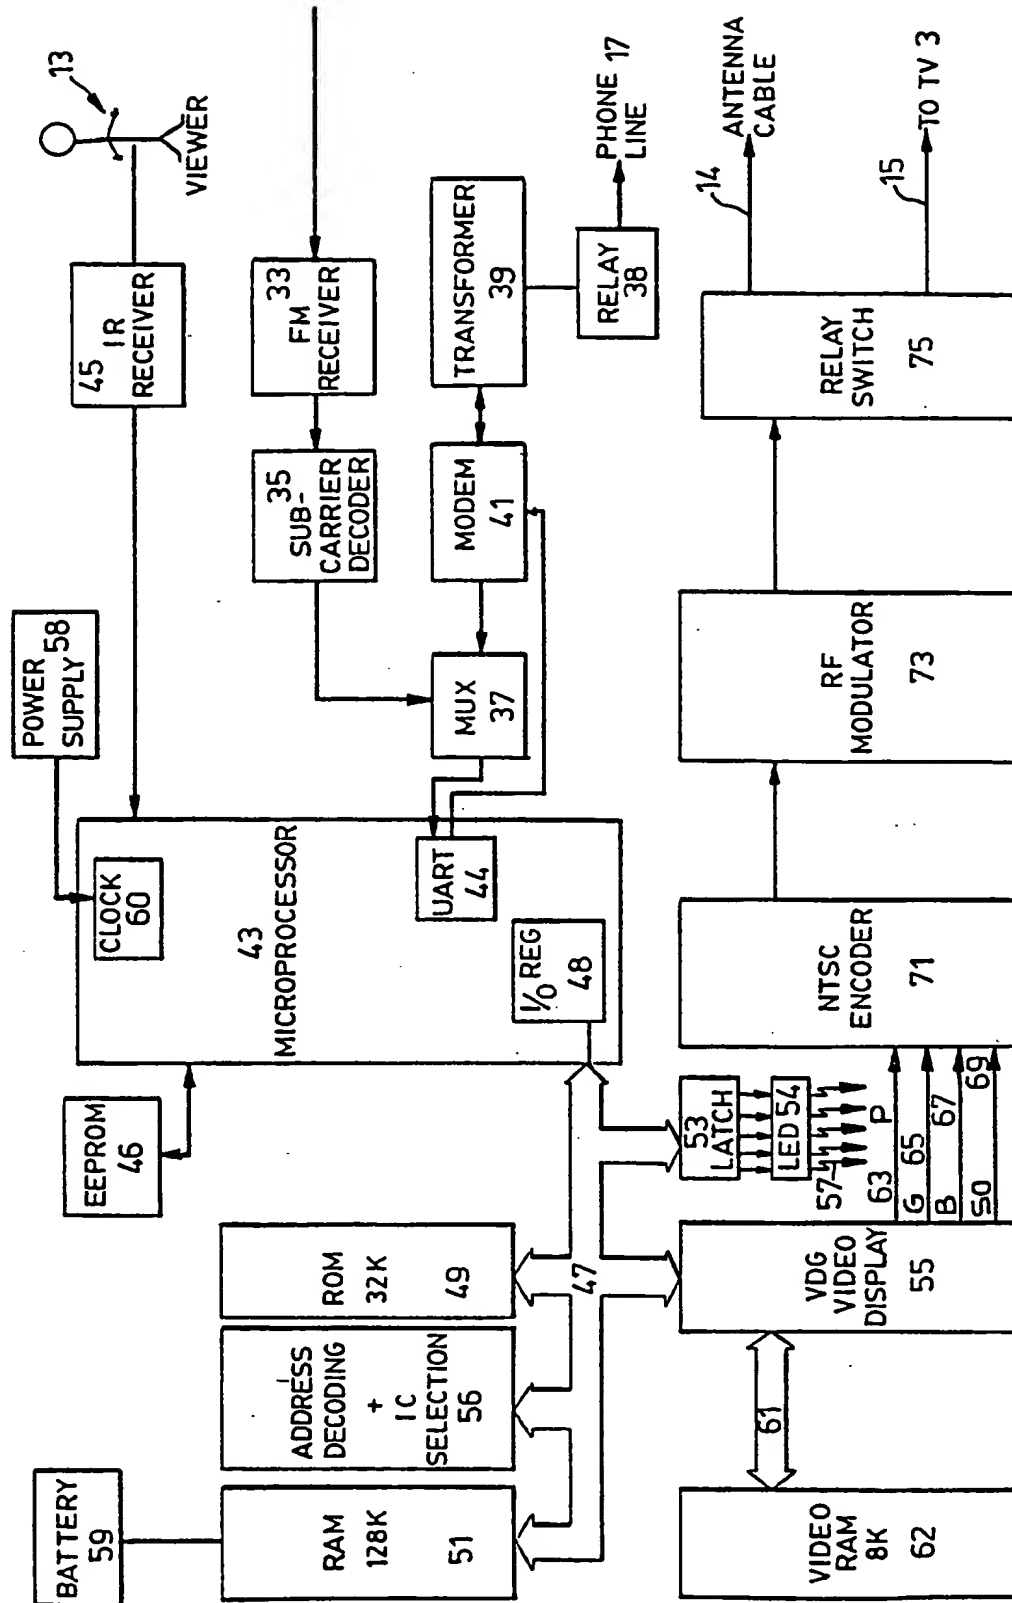 BATTERY
59
RAM
128K
51
ADDRESS
DECODING
+
IC
SELECTION
56
ROM
32K
49
EEPROM
46
POWER
SUPPLY 58
CLOCK
60
43
MICROPROCESSOR
UART
44
I/O REG
48
45
IR
RECEIVER
13
VIEWER
33
FM
RECEIVER
35
SUB-
CARRIER
DECODER
MUX
37
MODEM
41
TRANSFORMER
39
RELAY
38
PHONE 17
LINE
47
53
LATCH
LED 54
57
P
VIDEO
RAM
8K
62
61
VDG
VIDEO
DISPLAY
55
63
G 65
B 67
SO 69
NTSC
ENCODER
71
RF
MODULATOR
73
RELAY
SWITCH
75
14
ANTENNA
CABLE
15
TO TV 3